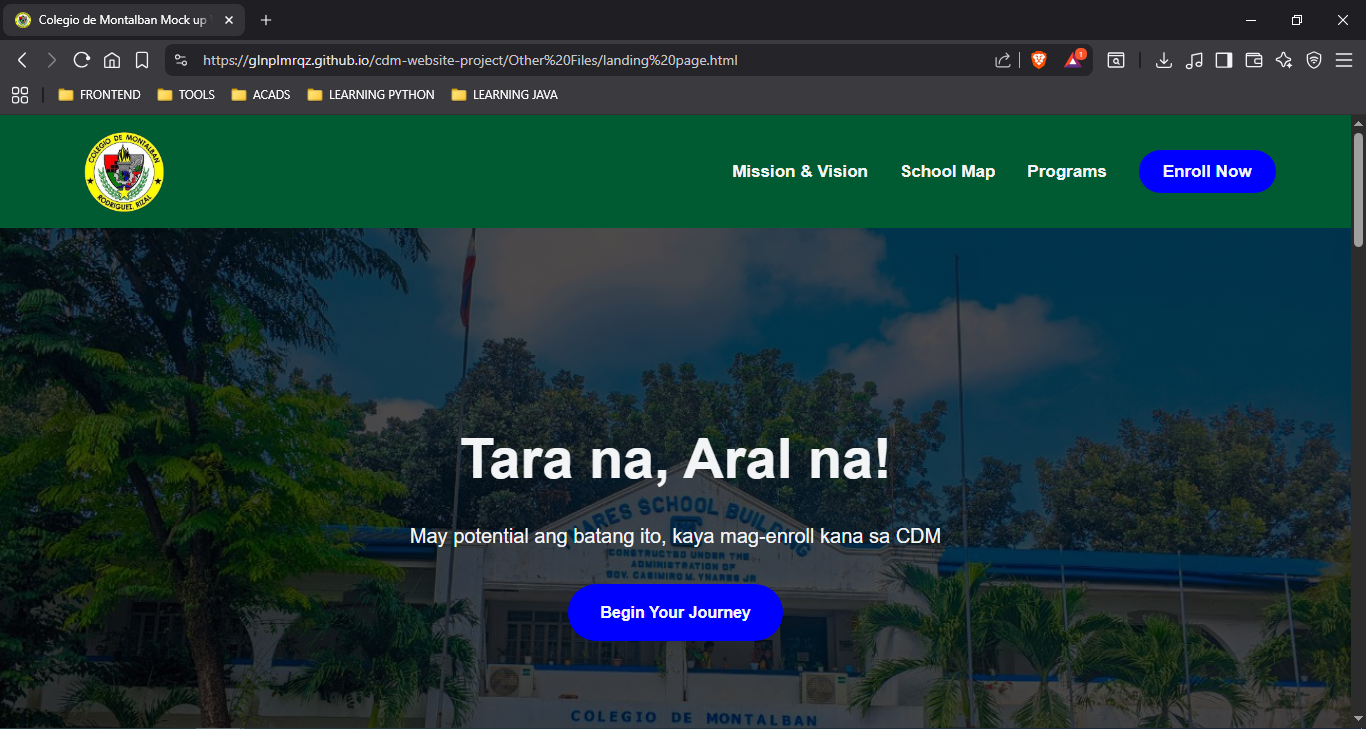 Colegio de Montalban Mock up
https://glnplmrqz.github.io/cdm-website-project/Other%20Files/landing%20page.html
1
FRONTEND TOOLS ACADS LEARNING PYTHON LEARNING JAVA
COLEGIO DE MONTALBAN
RODRIGUEZ, RIZAL
Mission & Vision School Map Programs Enroll Now
Tara na, Aral na!
SCHOOL BUILDING
May potential ang batang ito, kaya mag-enroll kana sa CDM
CONSTRUCTED UNDER THE
ADMINISTRATION OF
GOV. CASIMIRO M. YNARES JR
Begin Your Journey
COLEGIO DE MONTALBAN